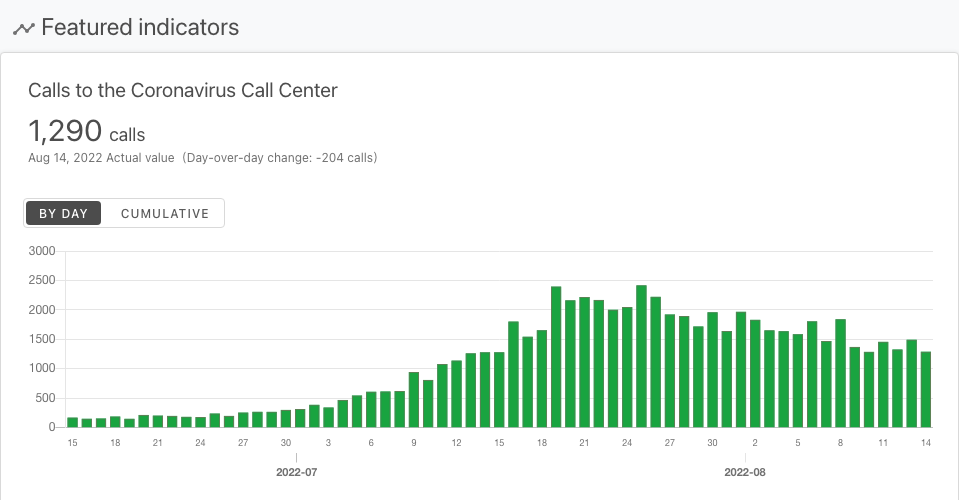 Featured indicators
Calls to the Coronavirus Call Center
1,290 calls
Aug 14, 2022 Actual value (Day-over-day change: -204 calls)
BY DAY CUMULATIVE
3000
2500
2000
1500
1000
500
0
15 18 21 24 27 30 3 6 9 12 15 18 21 24 27 30 2 5 8 11 14
2022-07 2022-08